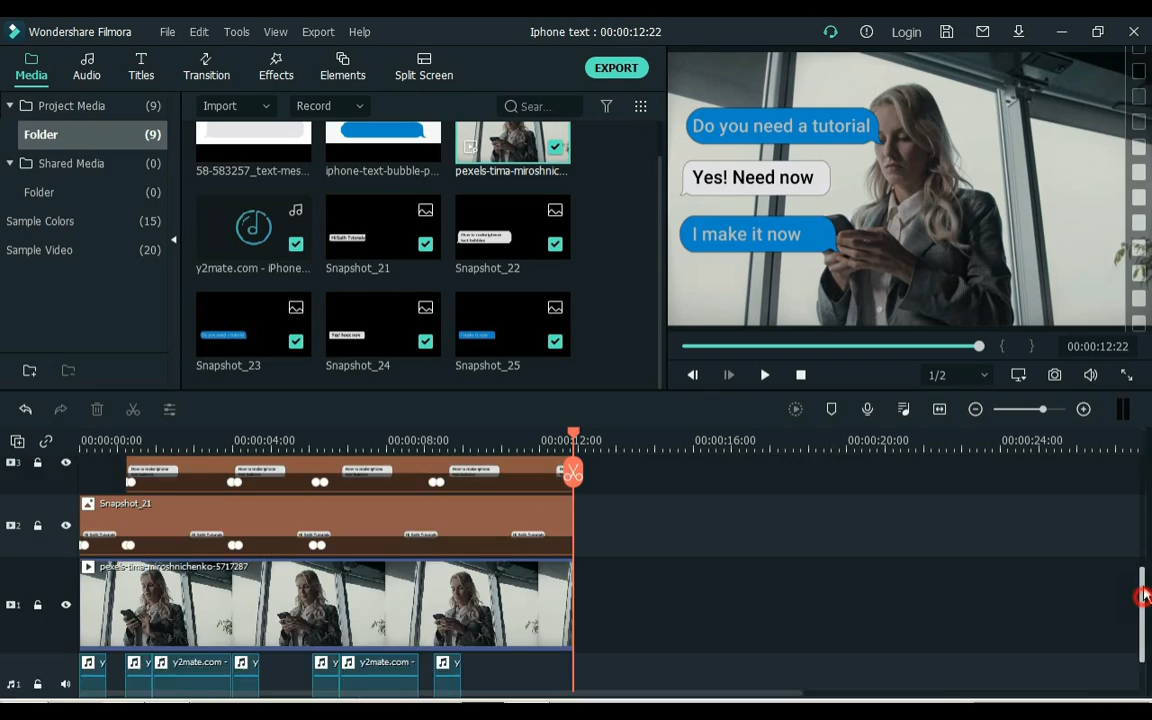 Wondershare Filmora File Edit Tools View Export Help Iphone text : 00:00:12:22 Login
Media Audio Titles Transition Effects Elements Split Screen EXPORT
Project Media (9)
Folder (9)
Shared Media (0)
Folder (0)
Sample Colors (15)
Sample Video (20)
Import Record Sear...
58-583257_text-mes... iphone-text-bubble-p... pexels-tima-miroshnic...
y2mate.com - iPhone... Snapshot_21 Snapshot_22
Snapshot_23 Snapshot_24 Snapshot_25
Do you need a tutorial
Yes! Need now
I make it now
00:00:12:22
1/2
00:00:00:00 00:00:04:00 00:00:08:00 00:00:12:00 00:00:16:00 00:00:20:00 00:00:24:00
3
2 Snapshot_21
1 pexels-tima-miroshnichenko-5717287
1 y y y2mate.com - y y y2mate.com - y